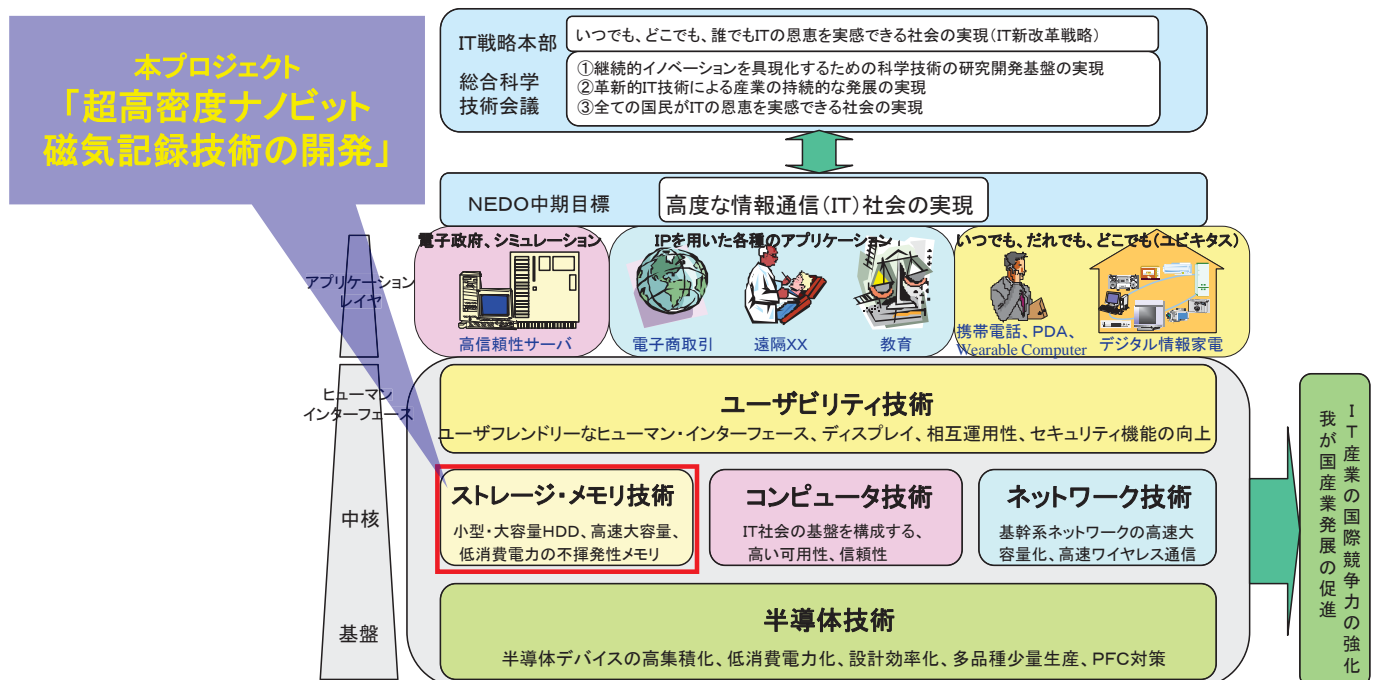 本プロジェクト
「超高密度ナノビット
磁気記録技術の開発」
IT戦略本部
いつでも、どこでも、誰でもITの恩恵を実感できる社会の実現(IT新改革戦略)
総合科学
技術会議
①継続的イノベーションを具現化するための科学技術の研究開発基盤の実現
②革新的IT技術による産業の持続的な発展の実現
③全ての国民がITの恩恵を実感できる社会の実現
NEDO中期目標
高度な情報通信(IT)社会の実現
アプリケーション
レイヤ
電子政府、シミュレーション
高信頼性サーバ
IPを用いた各種のアプリケーション
電子商取引
遠隔XX
教育
いつでも、だれでも、どこでも(ユビキタス)
携帯電話、PDA、
Wearable Computer
デジタル情報家電
ヒューマン
インターフェース
ユーザビリティ技術
ユーザフレンドリーなヒューマン・インターフェース、ディスプレイ、相互運用性、セキュリティ機能の向上
中核
ストレージ・メモリ技術
小型・大容量HDD、高速大容量、
低消費電力の不揮発性メモリ
コンピュータ技術
IT社会の基盤を構成する、
高い可用性、信頼性
ネットワーク技術
基幹系ネットワークの高速大
容量化、高速ワイヤレス通信
基盤
半導体技術
半導体デバイスの高集積化、低消費電力化、設計効率化、多品種少量生産、PFC対策
IT産業の国際競争力の強化
我が国産業発展の促進